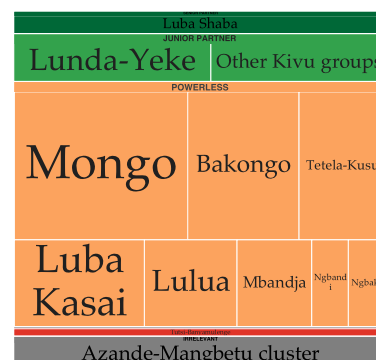 Luba Shaba
JUNIOR PARTNER
Lunda-Yeke
Other Kivu groups
POWERLESS
Mongo
Bakongo
Tetela-Kusu
Luba
Kasai
Lulua
Mbandja
Ngband
i
Ngba
IRRELEVANT
Azande-Mangbetu cluster